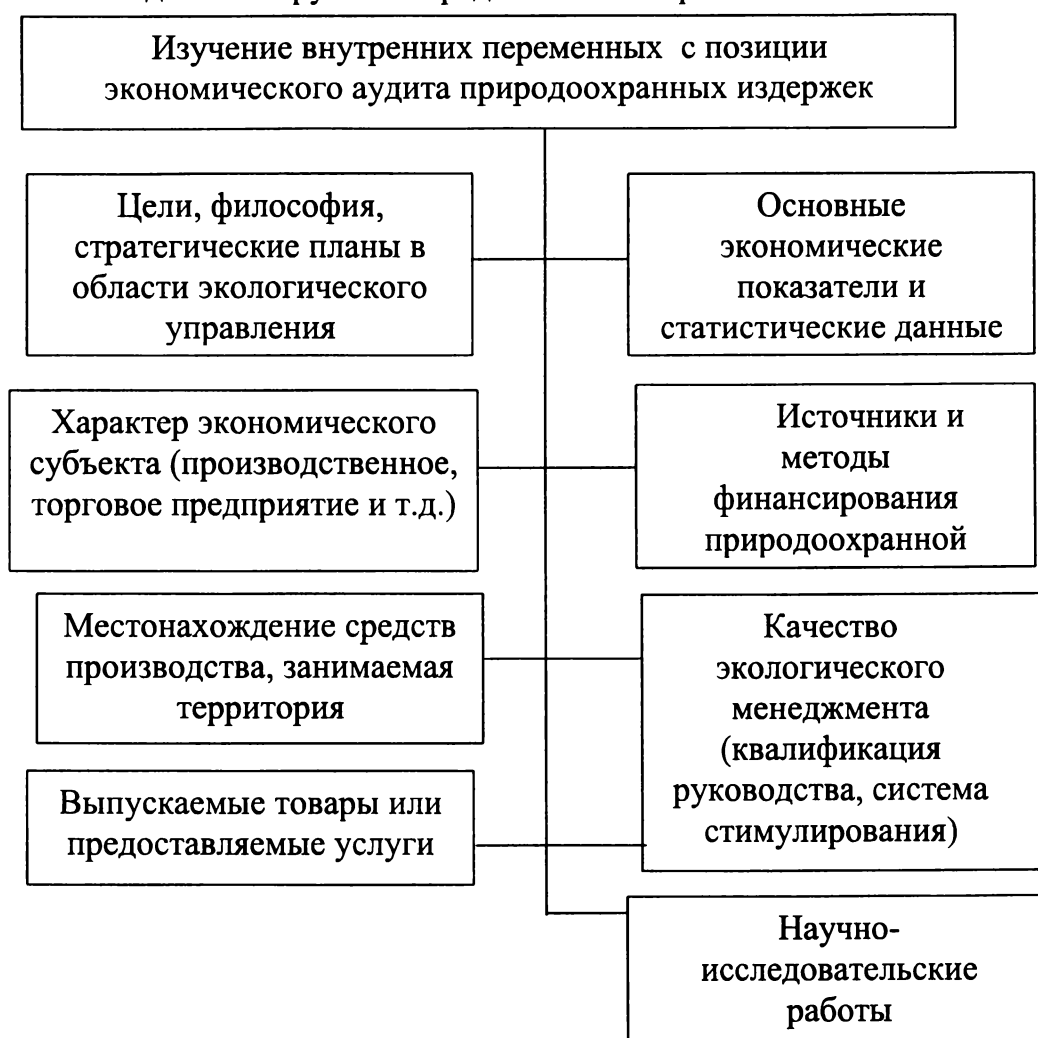 Изучение внутренних переменных с позиции
экономического аудита природоохранных издержек
Цели, философия,
стратегические планы в
области экологического
управления
Основные
экономические
показатели и
статистические данные
Характер экономического
субъекта (производственное,
торговое предприятие и т.д.)
Источники и
методы
финансирования
природоохранной
Местонахождение средств
производства, занимаемая
территория
Качество
экологического
менеджмента
(квалификация
руководства, система
стимулирования)
Выпускаемые товары или
предоставляемые услуги
Научно-
исследовательские
работы